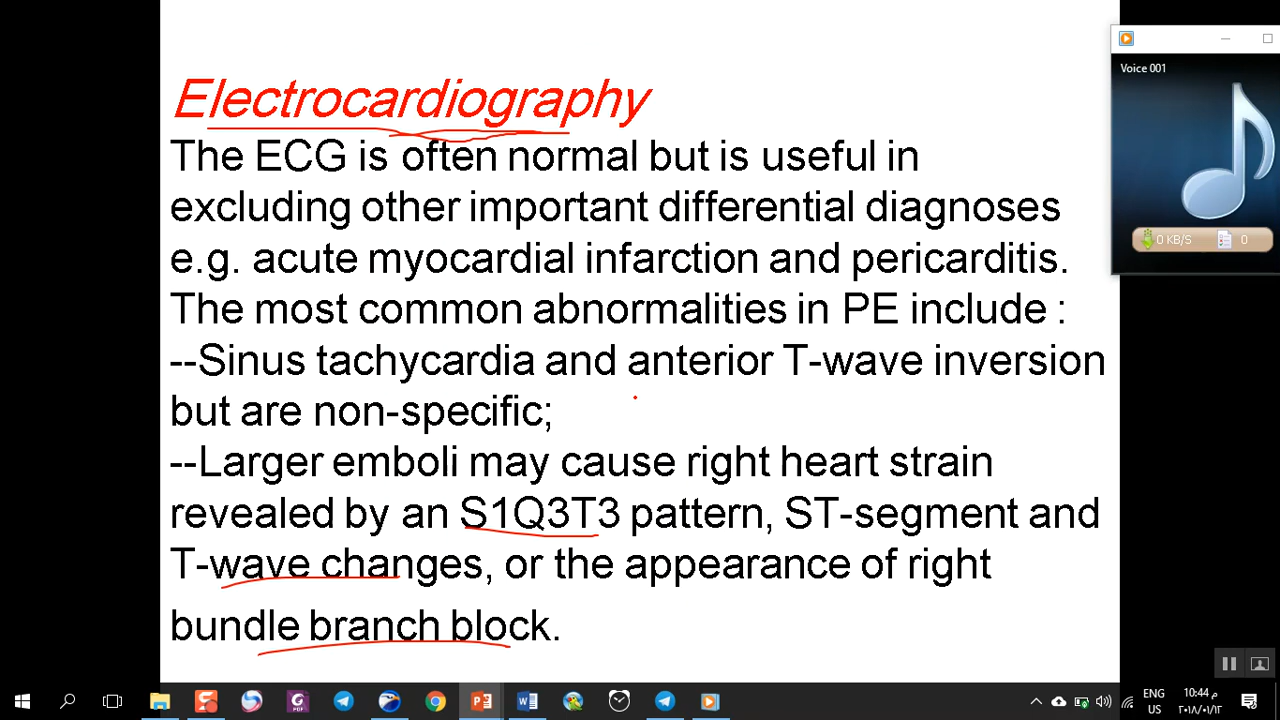 Electrocardiography
The ECG is often normal but is useful in
excluding other important differential diagnoses
e.g. acute myocardial infarction and pericarditis.
The most common abnormalities in PE include :
--Sinus tachycardia and anterior T-wave inversion
but are non-specific;
--Larger emboli may cause right heart strain
revealed by an S1Q3T3 pattern, ST-segment and
T-wave changes, or the appearance of right
bundle branch block.
Voice 001
0 KB/S 0
ENG
US
10:44 م
٢٠١٨/٠١/١٢